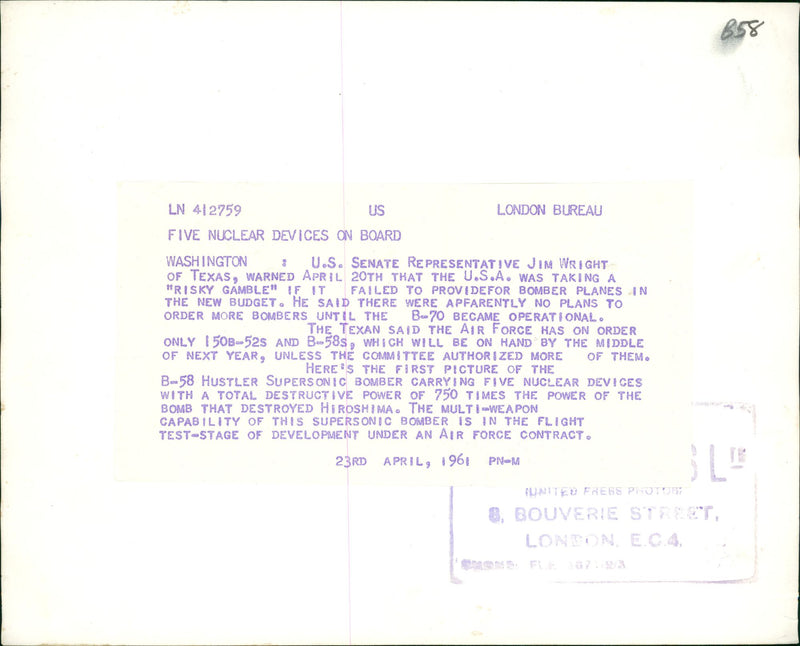 B58
LN 412759 US LONDON BUREAU
FIVE NUCLEAR DEVICES ON BOARD
WASHINGTON : U.S. SENATE REPRESENTATIVE JIM WRIGHT
OF TEXAS, WARNED APRIL 20TH THAT THE U.S.A. WAS TAKING A
"RISKY GAMBLE" IF IT FAILED TO PROVIDEFOR BOMBER PLANES IN
THE NEW BUDGET. HE SAID THERE WERE APPARENTLY NO PLANS TO
ORDER MORE BOMBERS UNTIL THE B-70 BECAME OPERATIONAL.
THE TEXAN SAID THE AIR FORCE HAS ON ORDER
ONLY 150B-52S AND B-58S, WHICH WILL BE ON HAND BY THE MIDDLE
OF NEXT YEAR, UNLESS THE COMMITTEE AUTHORIZED MORE OF THEM.
HERE'S THE FIRST PICTURE OF THE
B-58 HUSTLER SUPERSONIC BOMBER CARRYING FIVE NUCLEAR DEVICES
WITH A TOTAL DESTRUCTIVE POWER OF 750 TIMES THE POWER OF THE
BOMB THAT DESTROYED HIROSHIMA. THE MULTI-WEAPON
CAPABILITY OF THIS SUPERSONIC BOMBER IS IN THE FLIGHT
TEST-STAGE OF DEVELOPMENT UNDER AN AIR FORCE CONTRACT.
23RD APRIL, 1961 PN-M
LTD
(UNITED PRESS PHOTOS)
8, BOUVERIE STREET,
LONDON. E.C.4.
FLE